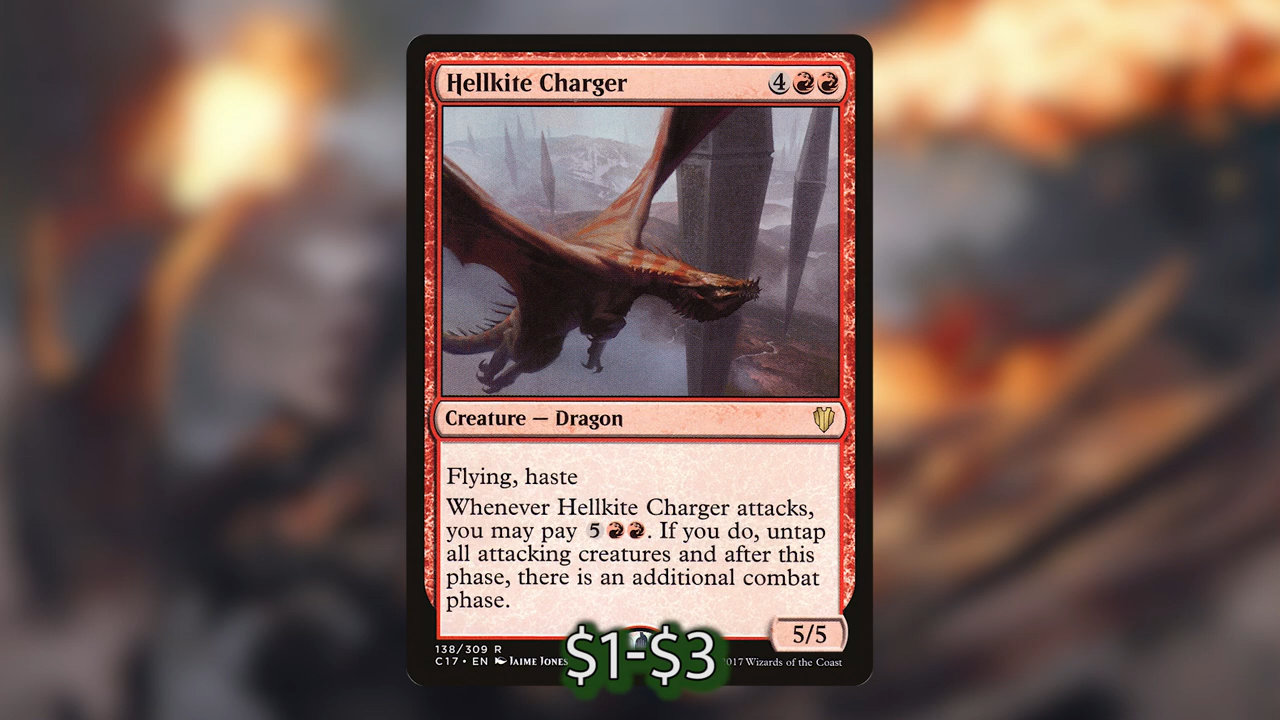 Hellkite Charger 4
Creature — Dragon
Flying, haste
Whenever Hellkite Charger attacks,
you may pay 5. If you do, untap
all attacking creatures and after this
phase, there is an additional combat
phase.
5/5
138/309 R
C17 • EN JAIME JONES
2017 Wizards of the Coast
$1-$3